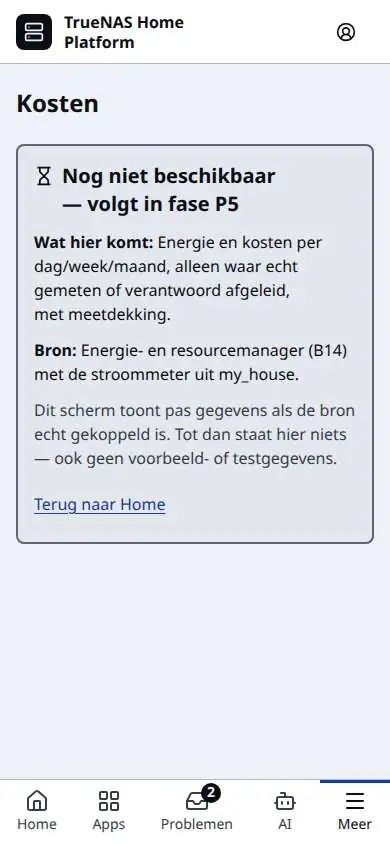 TrueNAS Home
Platform
Kosten
Nog niet beschikbaar
— volgt in fase P5
Wat hier komt: Energie en kosten per
dag/week/maand, alleen waar echt
gemeten of verantwoord afgeleid,
met meetdekking.
Bron: Energie- en resourcemanager (B14)
met de stroommeter uit my_house.
Dit scherm toont pas gegevens als de bron
echt gekoppeld is. Tot dan staat hier niets
— ook geen voorbeeld- of testgegevens.
Terug naar Home
2
Home Apps Problemen AI Meer